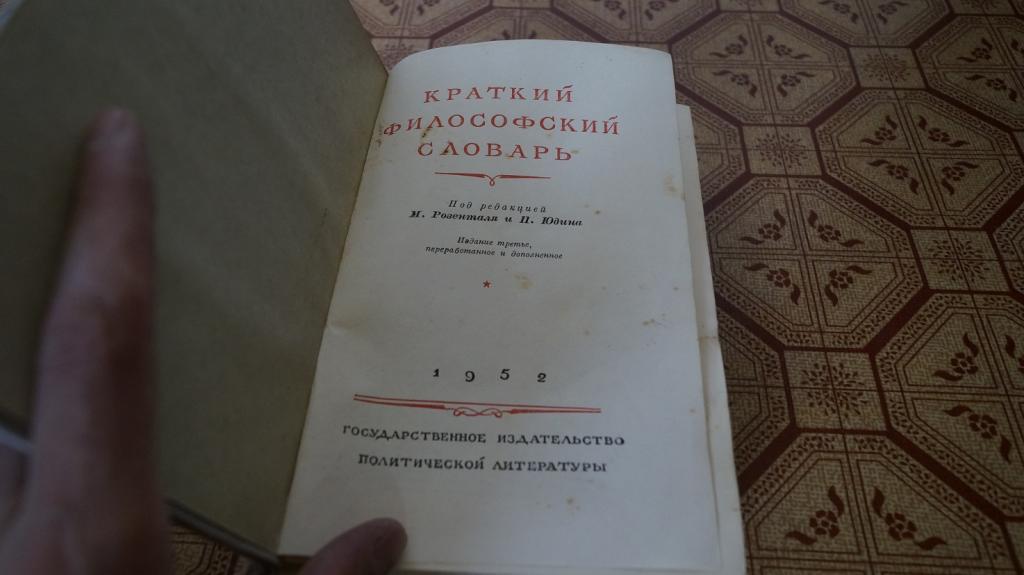 КРАТКИЙ
ФИЛОСОФСКИЙ
СЛОВАРЬ
Под редакцией
М. Розенталя и П. Юдина
Издание третье,
переработанное и дополненное
1952
ГОСУДАРСТВЕННОЕ ИЗДАТЕЛЬСТВО
ПОЛИТИЧЕСКОЙ ЛИТЕРАТУРЫ